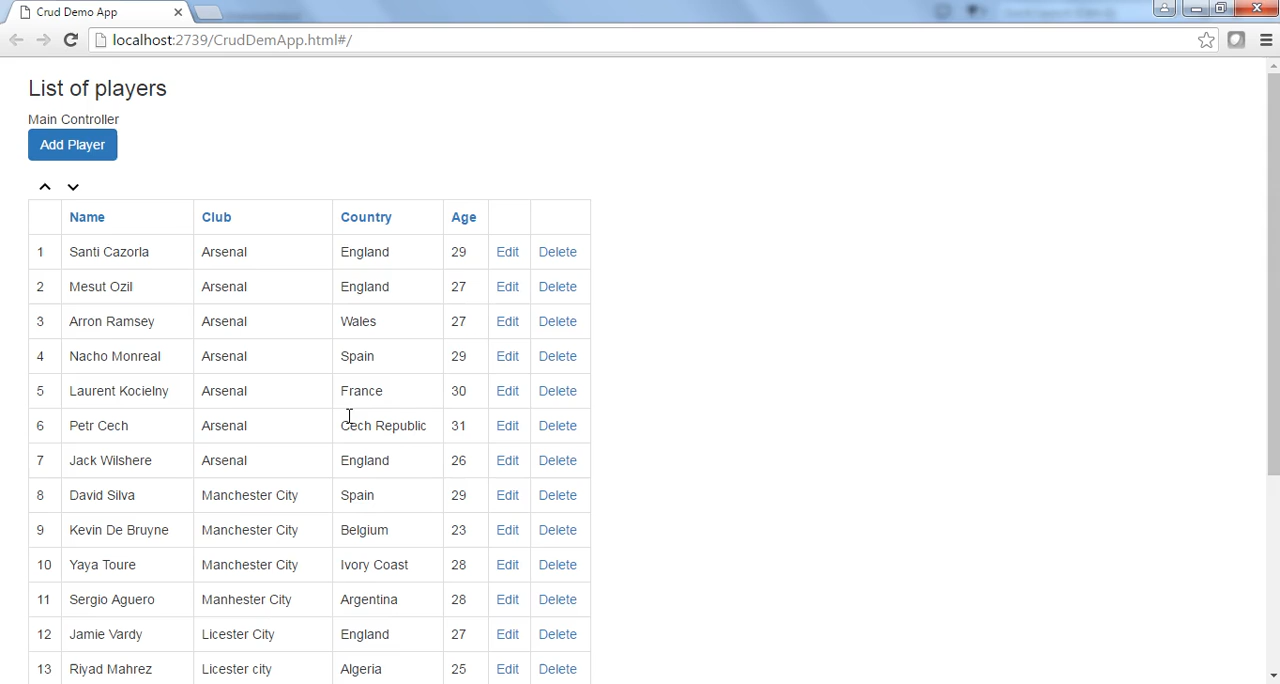 Crud Demo App
localhost:2739/CrudDemApp.html#/
List of players
Main Controller
Add Player
Name Club Country Age
1 Santi Cazorla Arsenal England 29 Edit Delete
2 Mesut Ozil Arsenal England 27 Edit Delete
3 Arron Ramsey Arsenal Wales 27 Edit Delete
4 Nacho Monreal Arsenal Spain 29 Edit Delete
5 Laurent Kocielny Arsenal France 30 Edit Delete
6 Petr Cech Arsenal Cech Republic 31 Edit Delete
7 Jack Wilshere Arsenal England 26 Edit Delete
8 David Silva Manchester City Spain 29 Edit Delete
9 Kevin De Bruyne Manchester City Belgium 23 Edit Delete
10 Yaya Toure Manchester City Ivory Coast 28 Edit Delete
11 Sergio Aguero Manhester City Argentina 28 Edit Delete
12 Jamie Vardy Licester City England 27 Edit Delete
13 Riyad Mahrez Licester city Algeria 25 Edit Delete